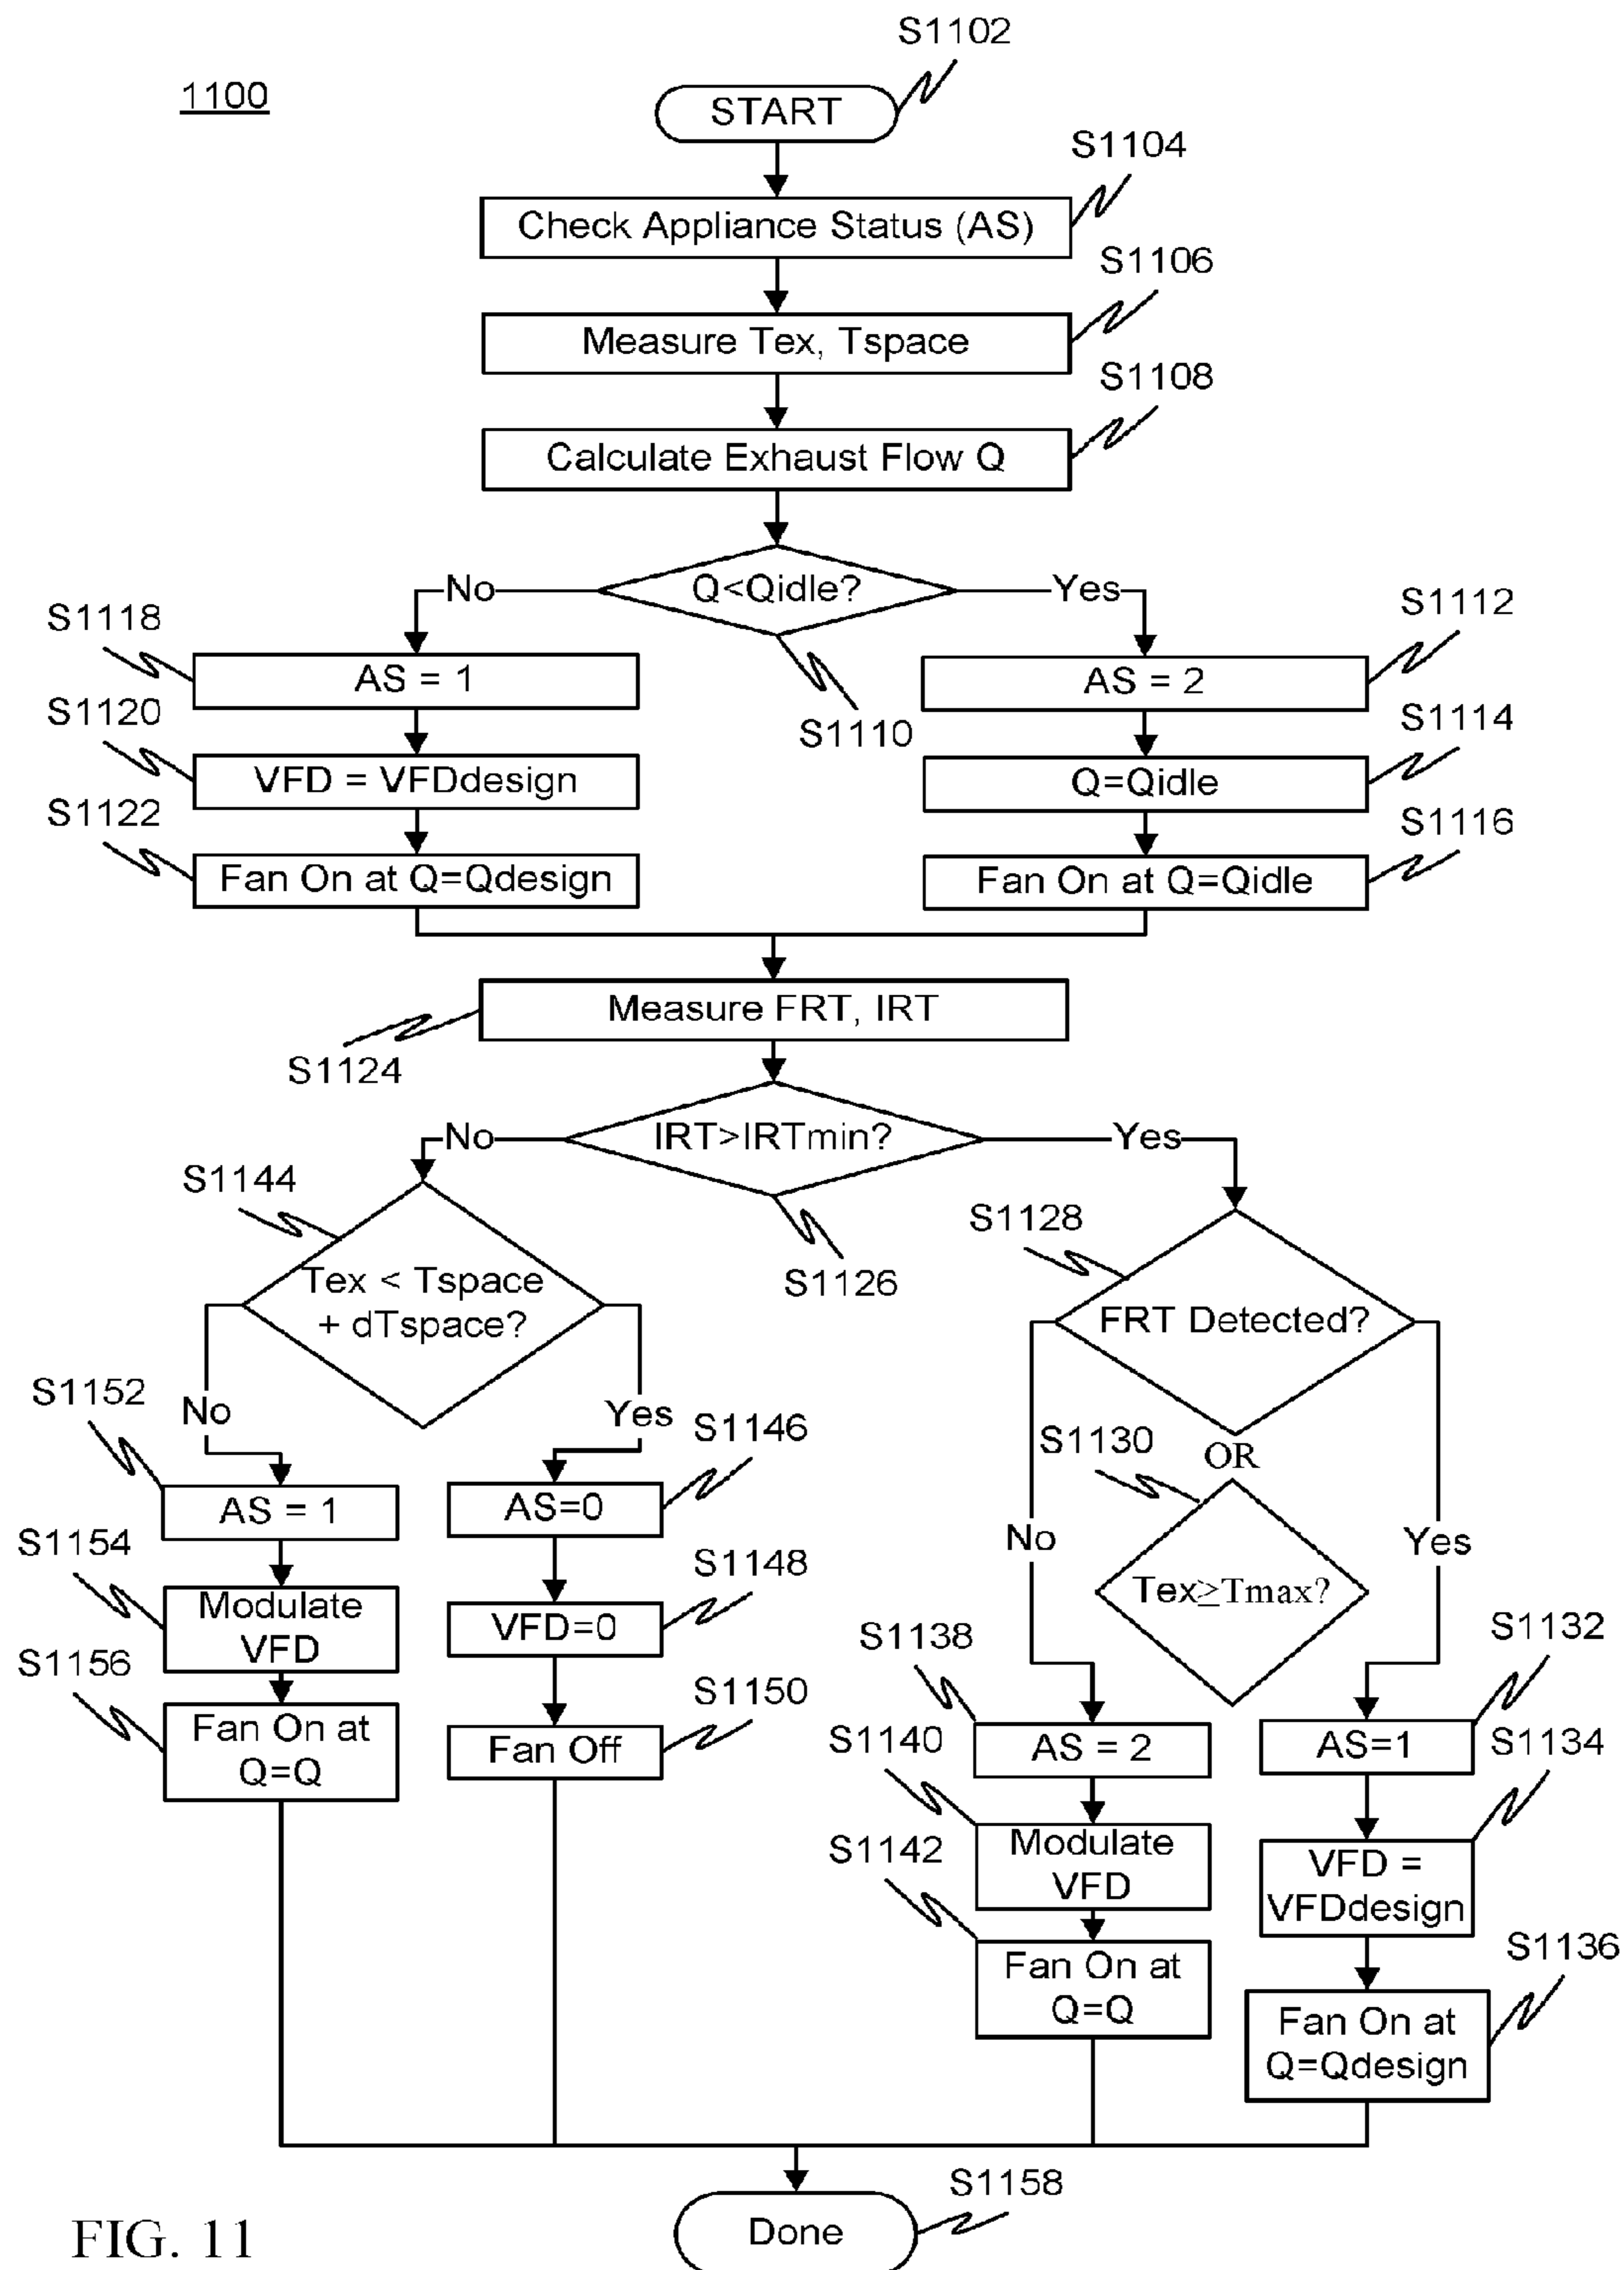 S1102
1100
START
S1104
Check Appliance Status (AS)
S1106
Measure Tex, Tspace
S1108
Calculate Exhaust Flow Q
No
Q<Qidle?
Yes
S1118
S1112
AS = 1
AS = 2
S1120
S1110
S1114
VFD = VFDdesign
Q=Qidle
S1122
S1116
Fan On at Q=Qdesign
Fan On at Q=Qidle
Measure FRT, IRT
S1124
No
IRT>IRTmin?
Yes
S1144
S1128
S1126
Tex < Tspace
+ dTspace?
FRT Detected?
S1152
No
Yes
S1146
S1130
OR
AS = 1
AS=0
No
Yes
S1154
S1148
Tex≥Tmax?
Modulate
VFD
VFD=0
S1156
S1138
S1132
Fan On at
Q=Q
S1150
Fan Off
S1140
AS = 2
AS=1
S1134
S1142
Modulate
VFD
VFD =
VFDdesign
Fan On at
Q=Q
S1136
Fan On at
Q=Qdesign
S1158
Done
FIG. 11